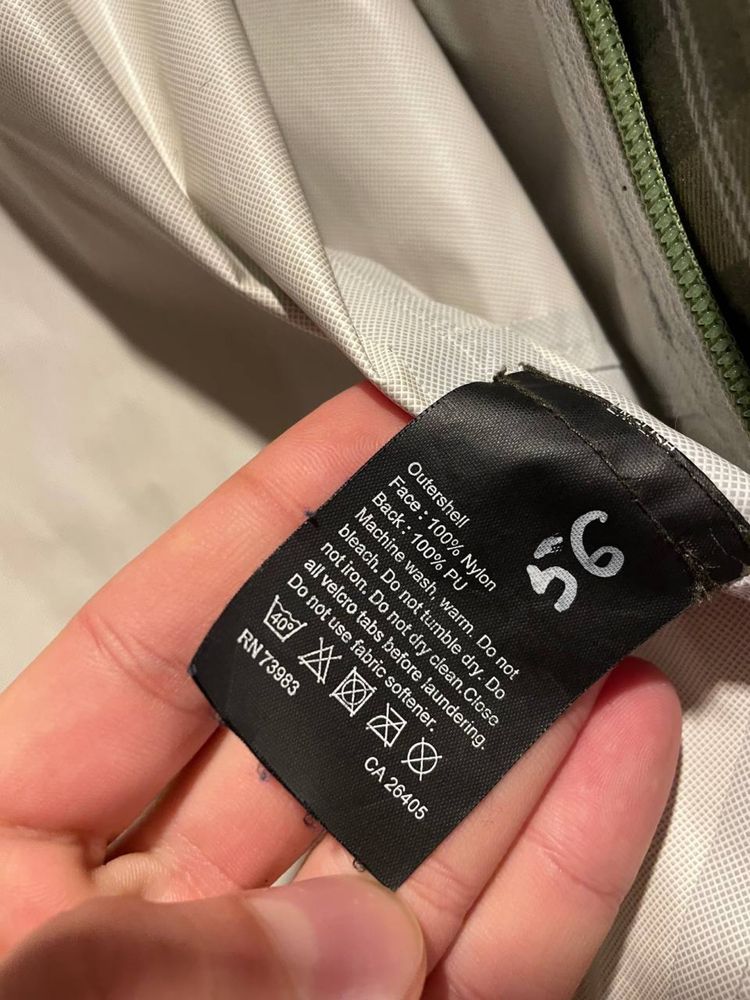 Outershell
Face : 100% Nylon
Back : 100% PU
Machine wash, warm. Do not
bleach. Do not tumble dry. Do
not iron. Do not dry clean.Close
all velcro tabs before laundering.
Do not use fabric softener.
40°
RN 73983
CA 26405
56